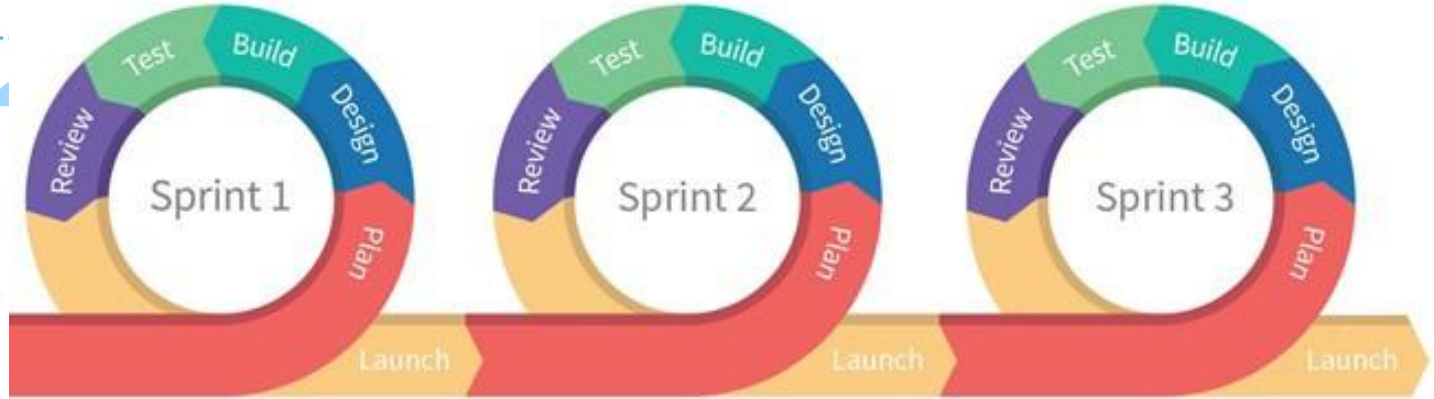 Test
Build
Design
Review
Sprint 1
Plan
Launch
Test
Build
Design
Review
Sprint 2
Plan
Launch
Test
Build
Design
Review
Sprint 3
Plan
Launch